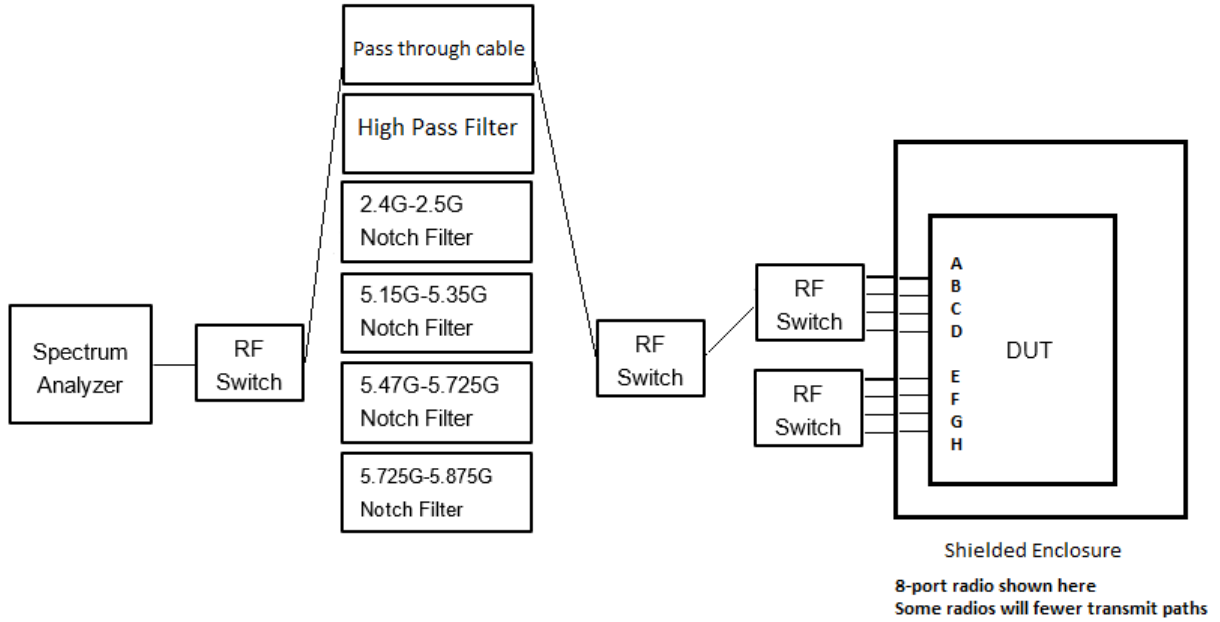 Pass through cable
High Pass Filter
2.4G-2.5G
Notch Filter
5.15G-5.35G
Notch Filter
5.47G-5.725G
Notch Filter
5.725G-5.875G
Notch Filter
Spectrum
Analyzer
RF
Switch
RF
Switch
RF
Switch
RF
Switch
A
B
C
D
E
F
G
H
DUT
Shielded Enclosure
8-port radio shown here
Some radios will fewer transmit paths